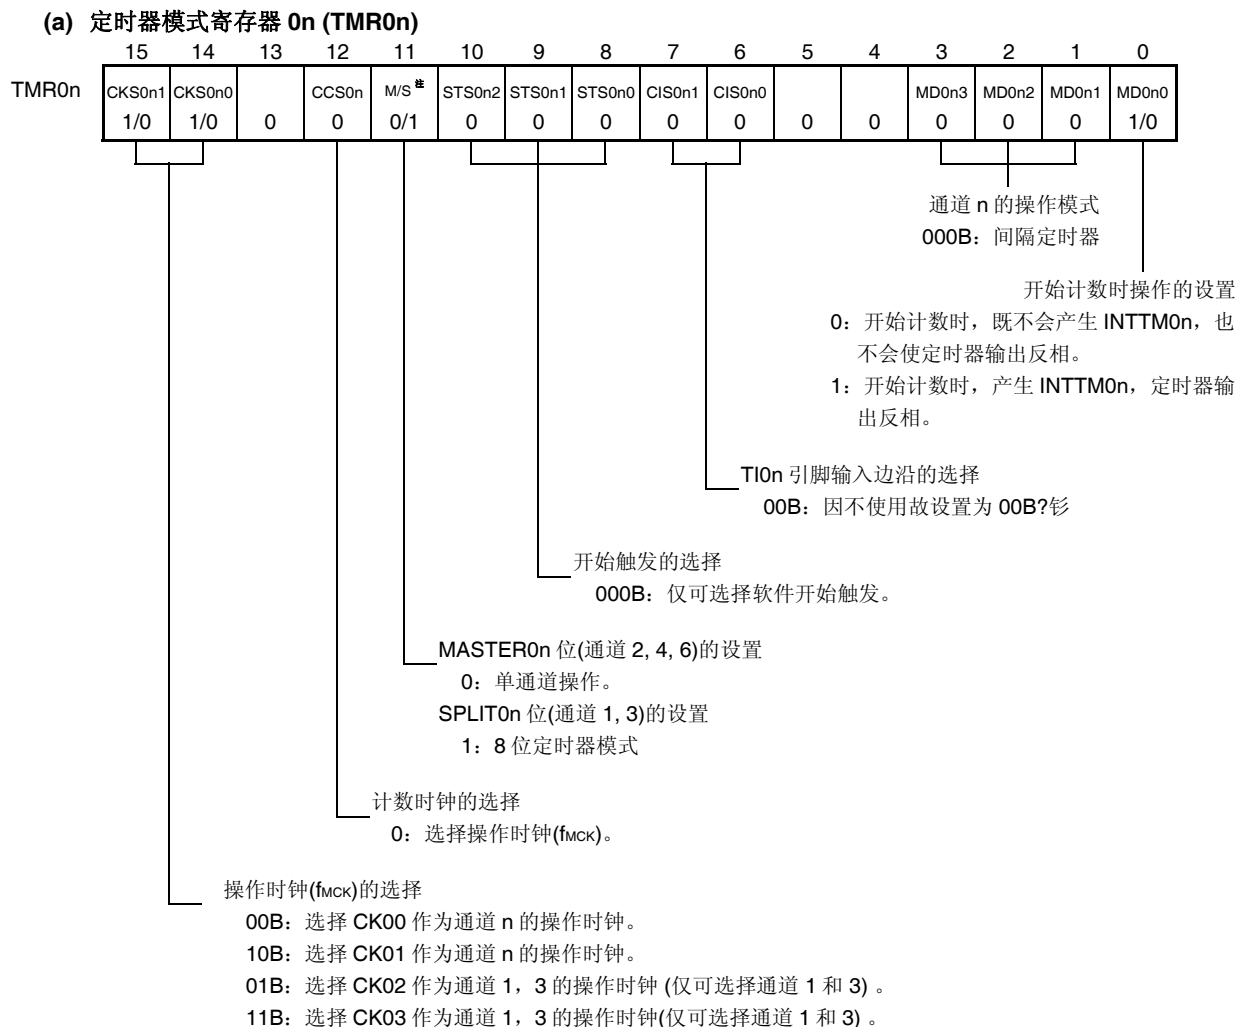 (a) 定时器模式寄存器 0n (TMR0n)
15 14 13 12 11 10 9 8 7 6 5 4 3 2 1 0
TMR0n CKS0n1 CKS0n0 CCS0n M/S 注 STS0n2 STS0n1 STS0n0 CIS0n1 CIS0n0 MD0n3 MD0n2 MD0n1 MD0n0
1/0 1/0 0 0 0/1 0 0 0 0 0 0 0 0 0 0 1/0
通道 n 的操作模式
000B：间隔定时器
开始计数时操作的设置
0：开始计数时，既不会产生 INTTM0n，也
不会使定时器输出反相。
1：开始计数时，产生 INTTM0n，定时器输
出反相。
TI0n 引脚输入边沿的选择
00B：因不使用故设置为 00B?钐
开始触发的选择
000B：仅可选择软件开始触发。
MASTER0n 位(通道 2, 4, 6)的设置
0：单通道操作。
SPLIT0n 位(通道 1, 3)的设置
1：8 位定时器模式
计数时钟的选择
0：选择操作时钟(fMCK)。
操作时钟(fMCK)的选择
00B：选择 CK00 作为通道 n 的操作时钟。
10B：选择 CK01 作为通道 n 的操作时钟。
01B：选择 CK02 作为通道 1，3 的操作时钟 (仅可选择通道 1 和 3) 。
11B：选择 CK03 作为通道 1，3 的操作时钟(仅可选择通道 1 和 3) 。